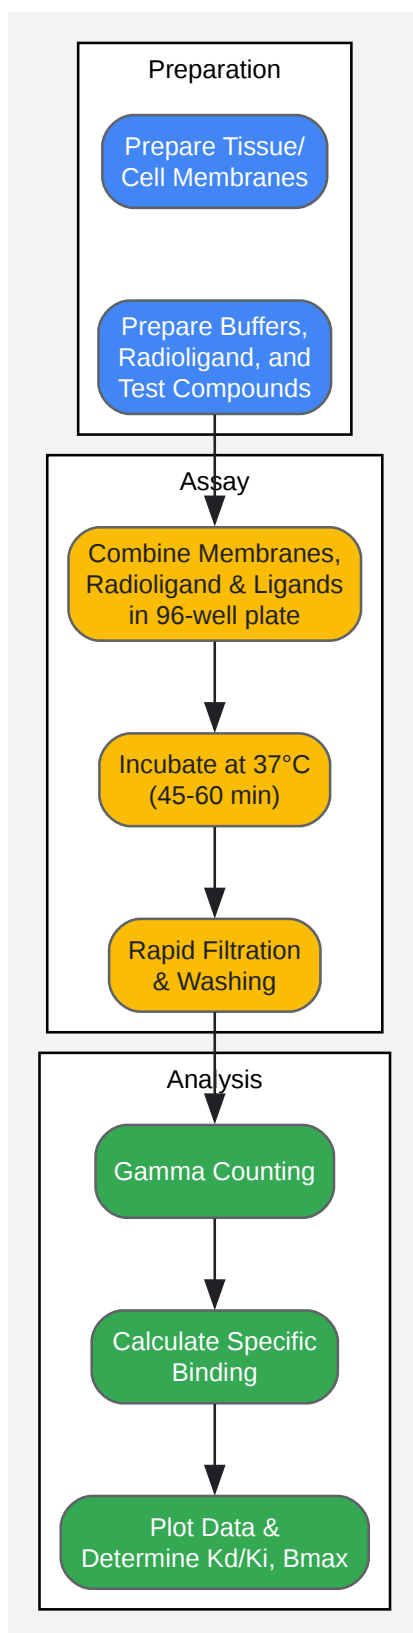 Preparation
Prepare Tissue/
Cell Membranes
Prepare Buffers,
Radioligand, and
Test Compounds
Assay
Combine Membranes,
Radioligand & Ligands
in 96-well plate
Incubate at 37°C
(45-60 min)
Rapid Filtration
& Washing
Analysis
Gamma Counting
Calculate Specific
Binding
Plot Data &
Determine Kd/Ki, Bmax